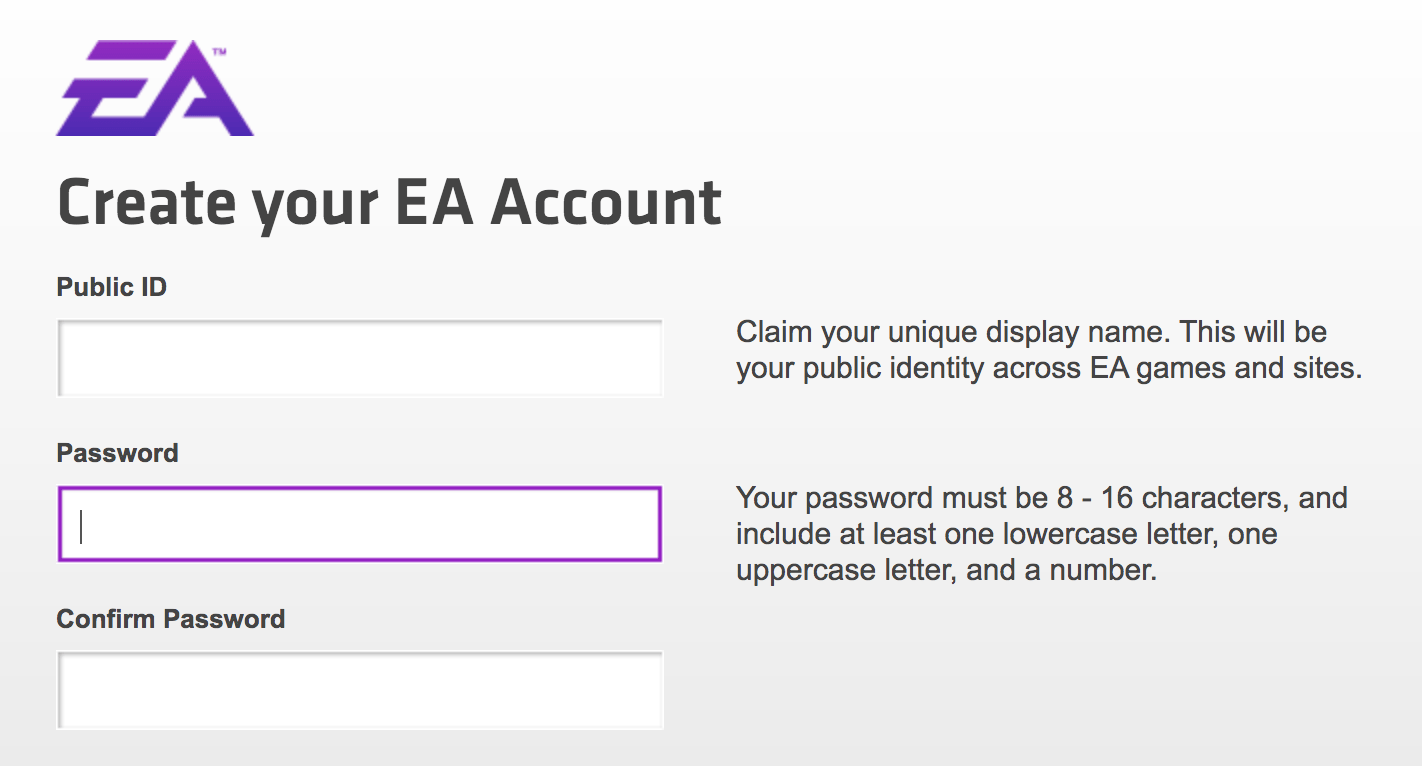 EA™
Create your EA Account
Public ID
Claim your unique display name. This will be
your public identity across EA games and sites.
Password
Your password must be 8 - 16 characters, and
include at least one lowercase letter, one
uppercase letter, and a number.
Confirm Password